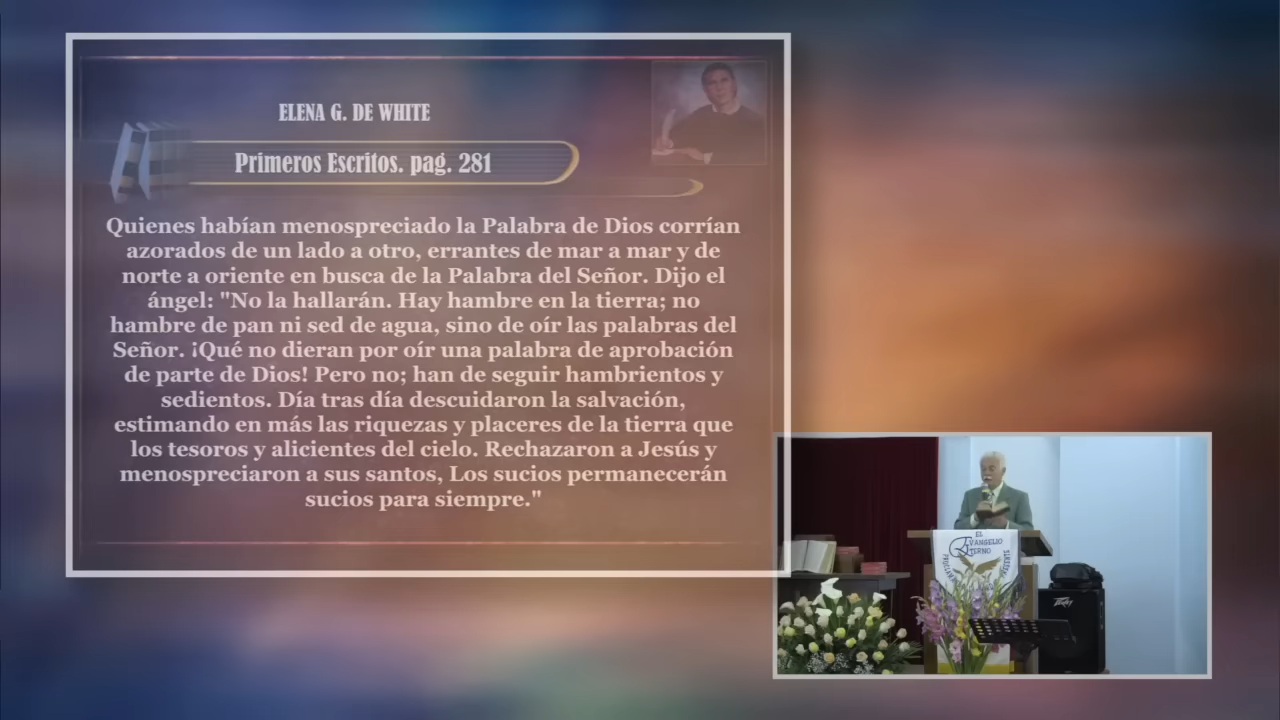 ELENA G. DE WHITE
Primeros Escritos. pag. 281
Quienes habían menospreciado la Palabra de Dios corrían
azorados de un lado a otro, errantes de mar a mar y de
norte a oriente en busca de la Palabra del Señor. Dijo el
ángel: "No la hallarán. Hay hambre en la tierra; no
hambre de pan ni sed de agua, sino de oír las palabras del
Señor. ¡Qué no dieran por oír una palabra de aprobación
de parte de Dios! Pero no; han de seguir hambrientos y
sedientos. Día tras día descuidaron la salvación,
estimando en más las riquezas y placeres de la tierra que
los tesoros y alicientes del cielo. Rechazaron a Jesús y
menospreciaron a sus santos, Los sucios permanecerán
sucios para siempre."
EL
EVANGELIO
ETERNO
PEAVEY